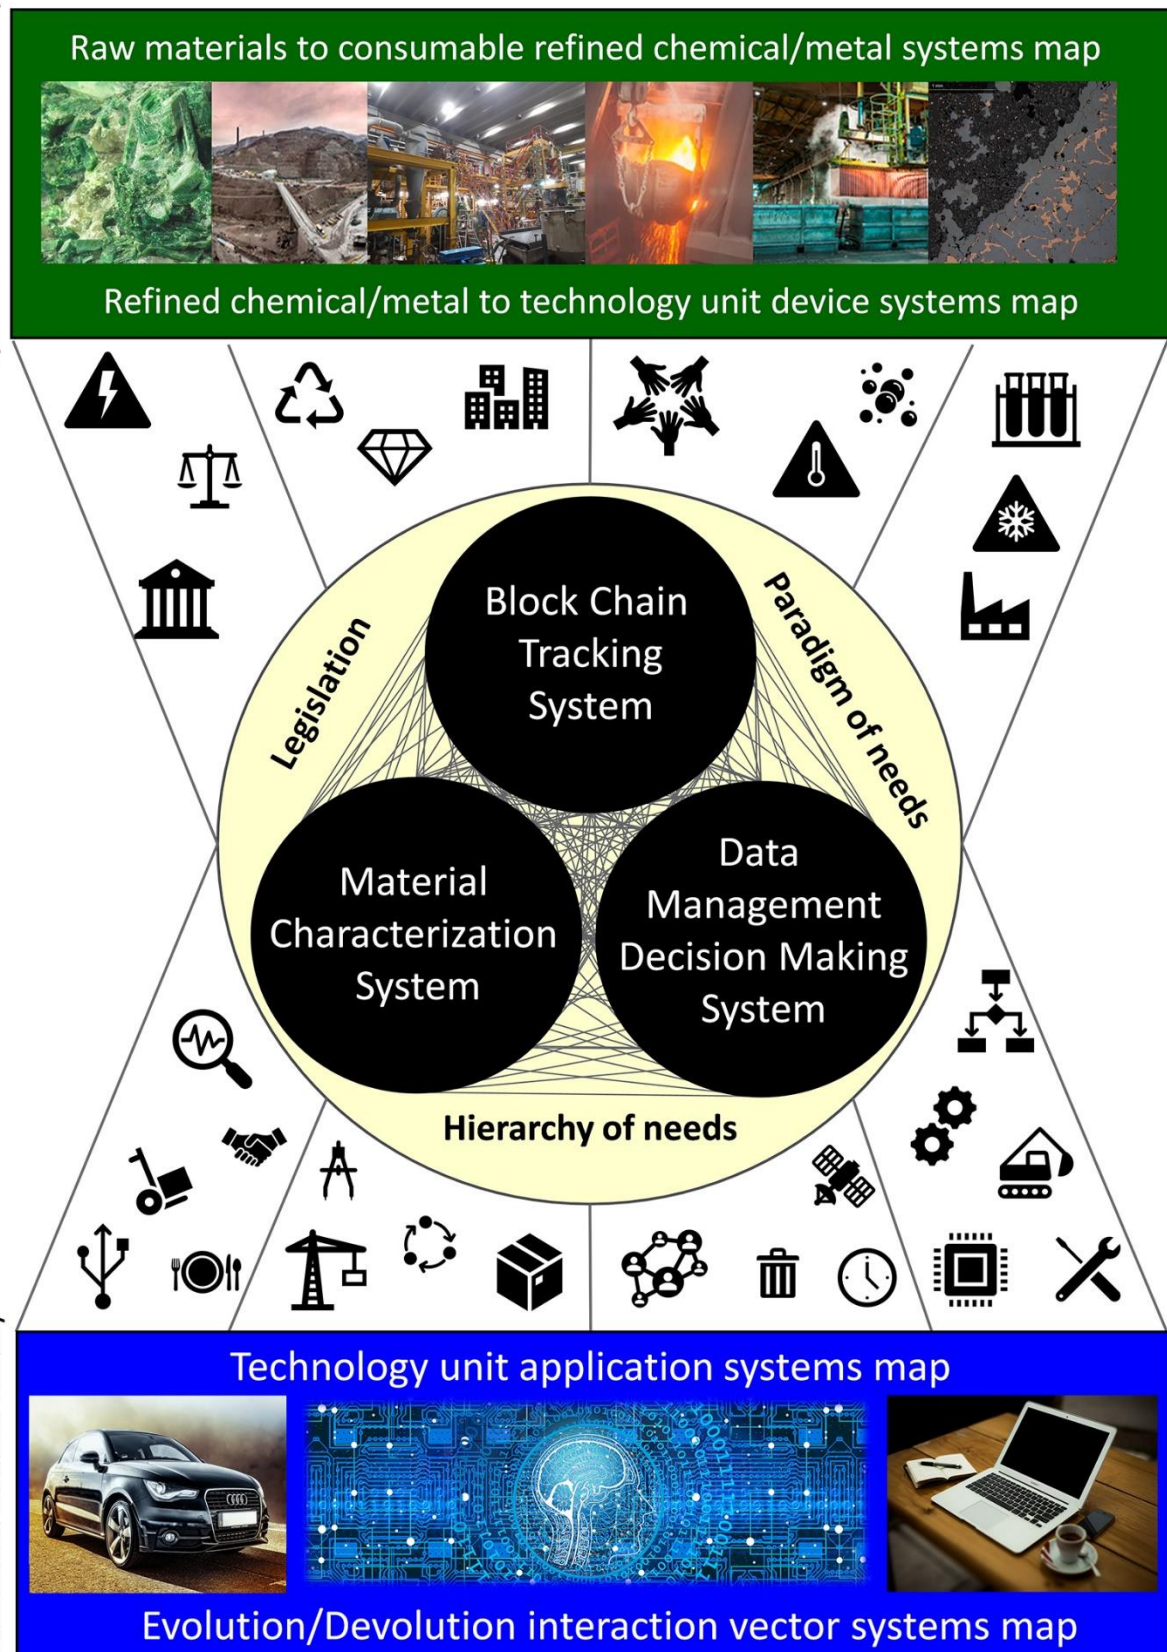 Raw materials to consumable refined chemical/metal systems map
Refined chemical/metal to technology unit device systems map
Block Chain
Tracking
System
Legislation
Paradigm of needs
Material
Characterization
System
Data
Management
Decision Making
System
Hierarchy of needs
Technology unit application systems map
Evolution/Devolution interaction vector systems map